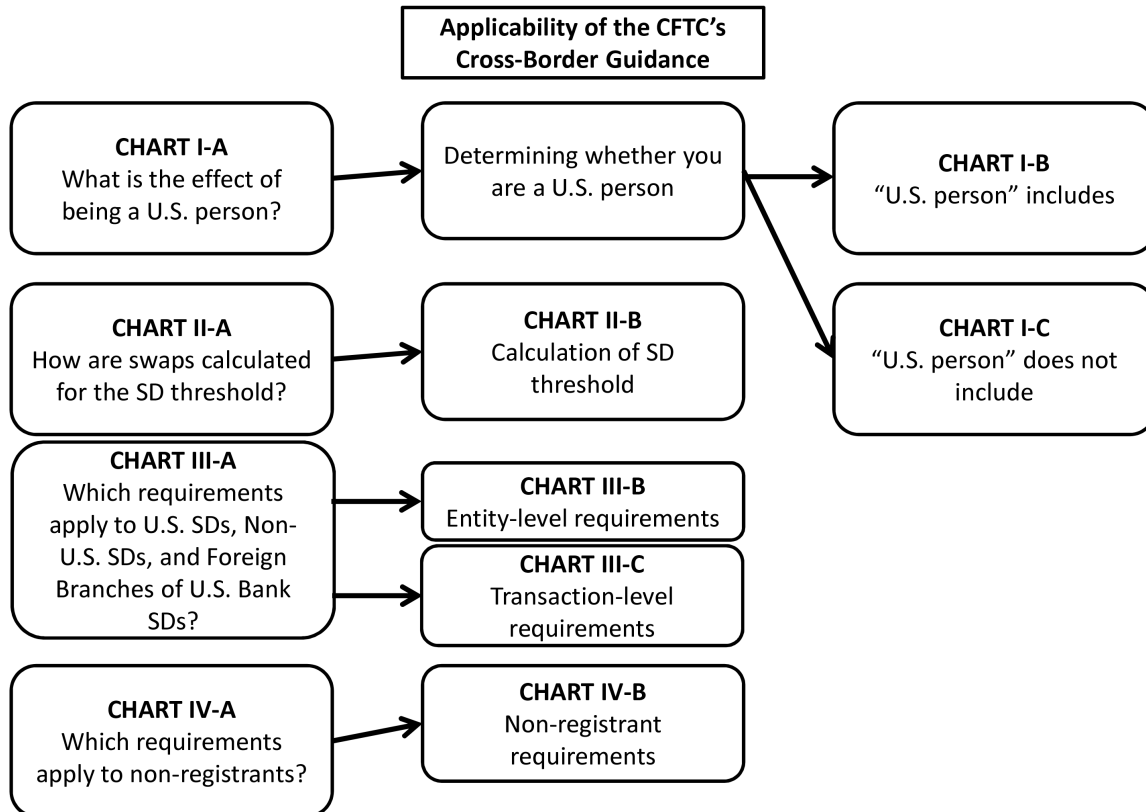 Applicability of the CFTC’s
Cross-Border Guidance
CHART I-A
What is the effect of
being a U.S. person?
Determining whether you
are a U.S. person
CHART I-B
“U.S. person” includes
CHART II-A
How are swaps calculated
for the SD threshold?
CHART II-B
Calculation of SD
threshold
CHART I-C
“U.S. person” does not
include
CHART III-A
Which requirements
apply to U.S. SDs, Non-
U.S. SDs, and Foreign
Branches of U.S. Bank
SDs?
CHART III-B
Entity-level requirements
CHART III-C
Transaction-level
requirements
CHART IV-A
Which requirements
apply to non-registrants?
CHART IV-B
Non-registrant
requirements